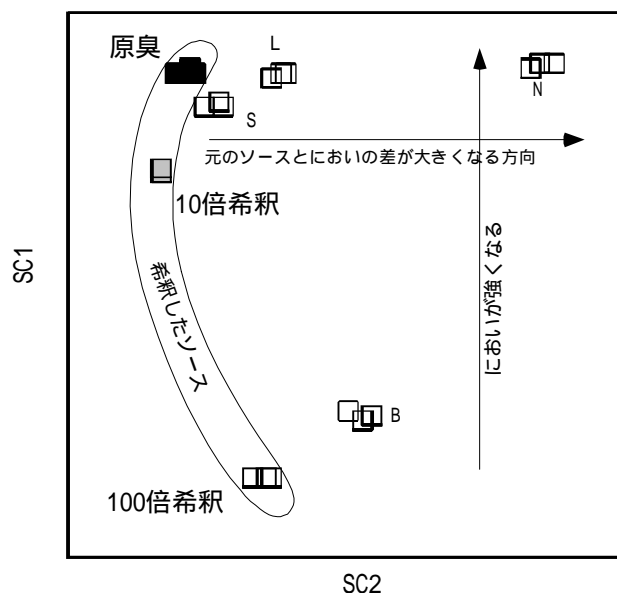 原臭
L
N
S
元のソースとにおいの差が大きくなる方向
10倍希釈
においが強くなる
SC1
希釈したソース
B
100倍希釈
SC2